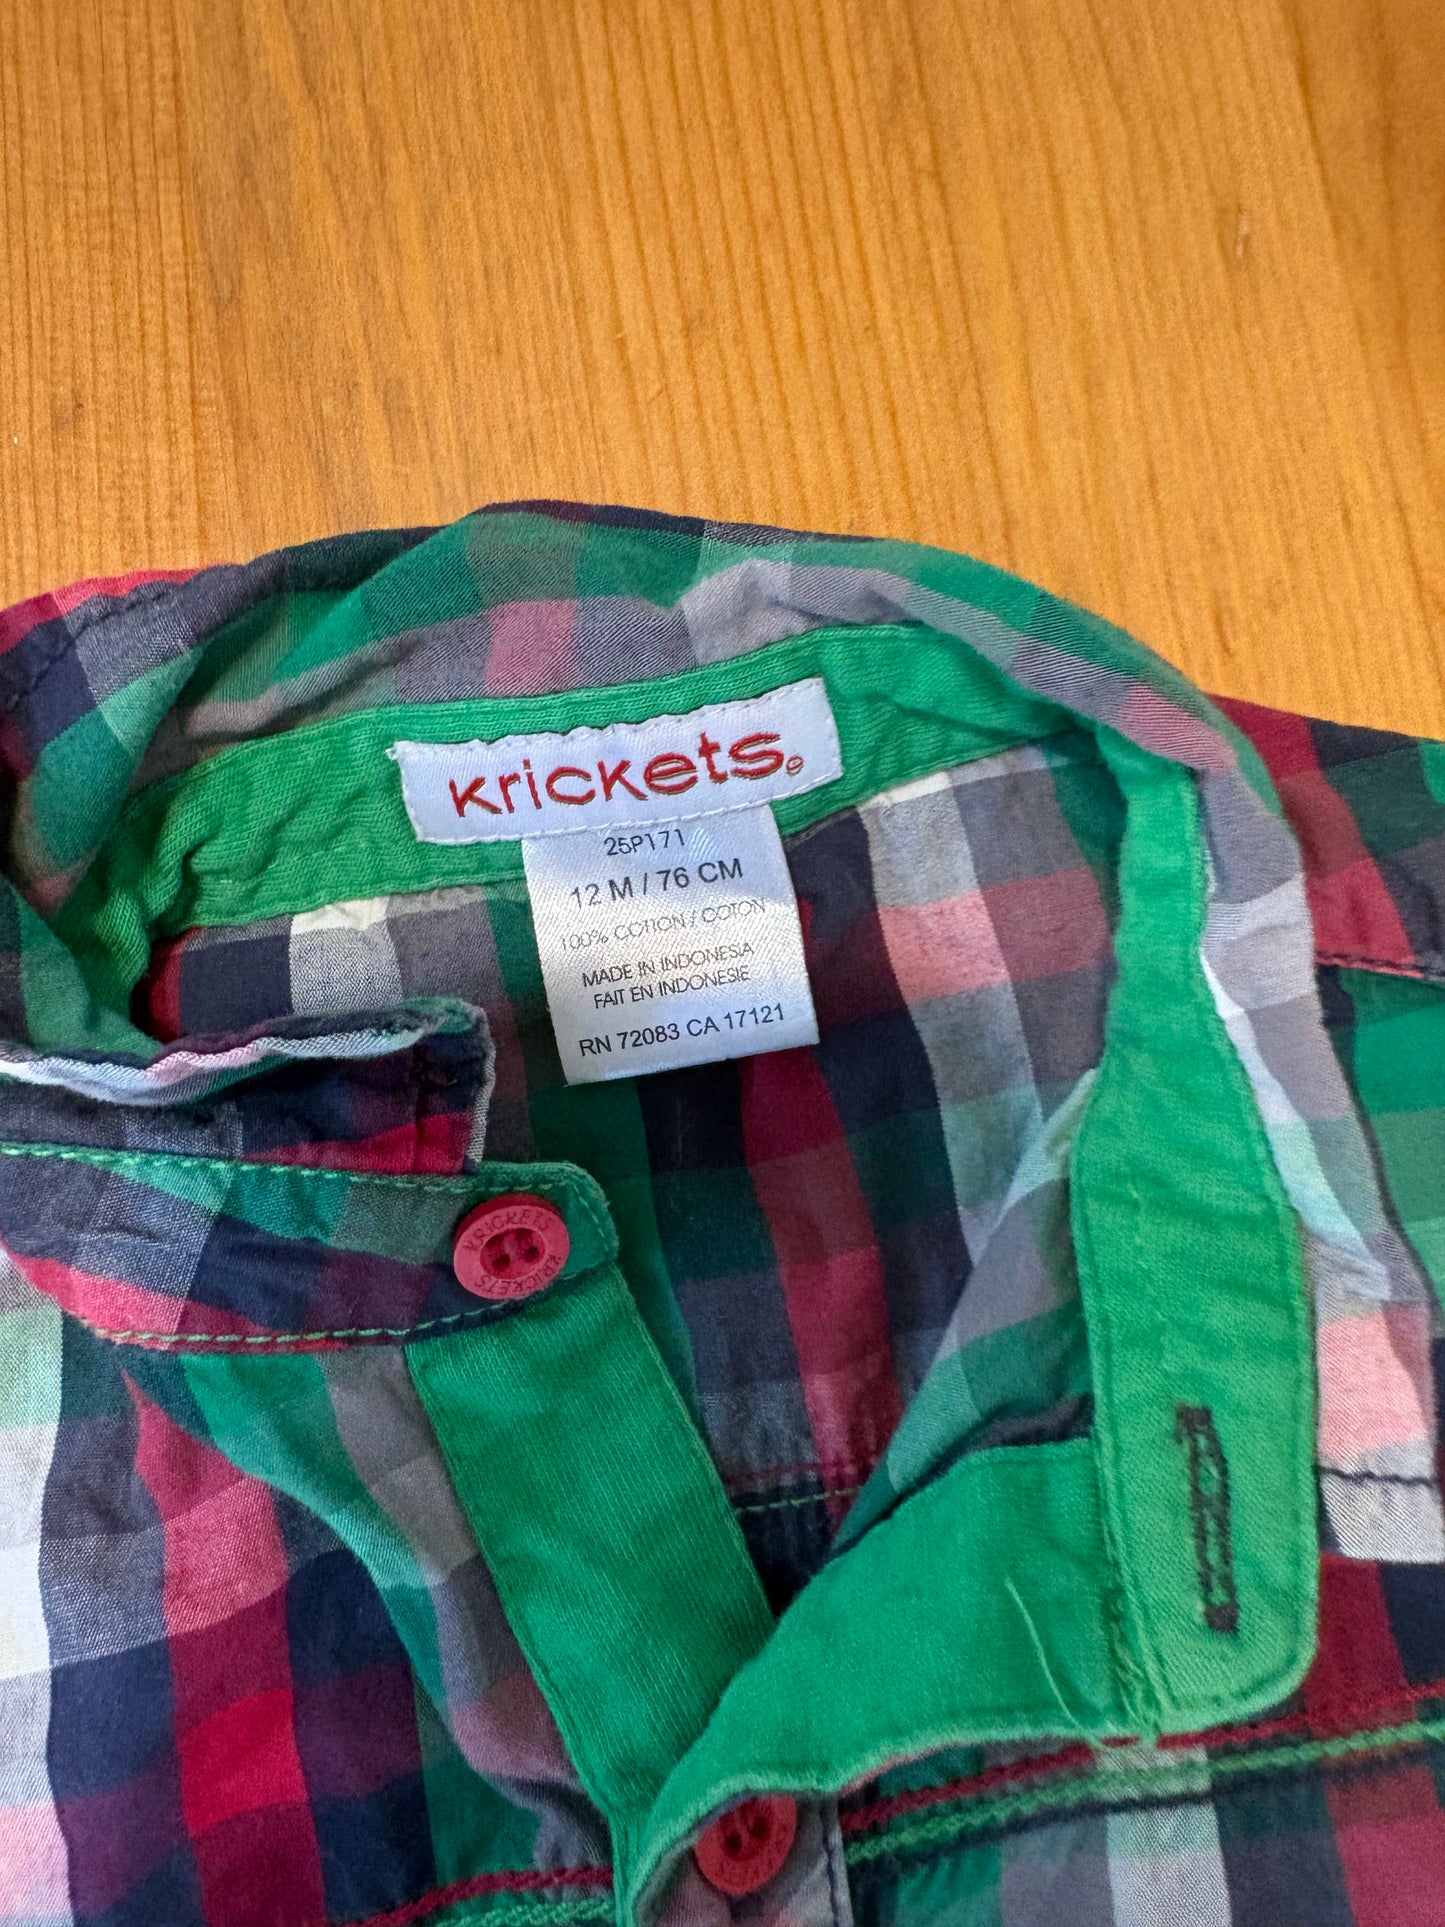 Krickets®
25P171
12 M / 76 CM
100% COTTON / COTON
MADE IN INDONESIA
FAIT EN INDONESIE
RN 72083 CA 17121
KRICKETS
KRICKETS